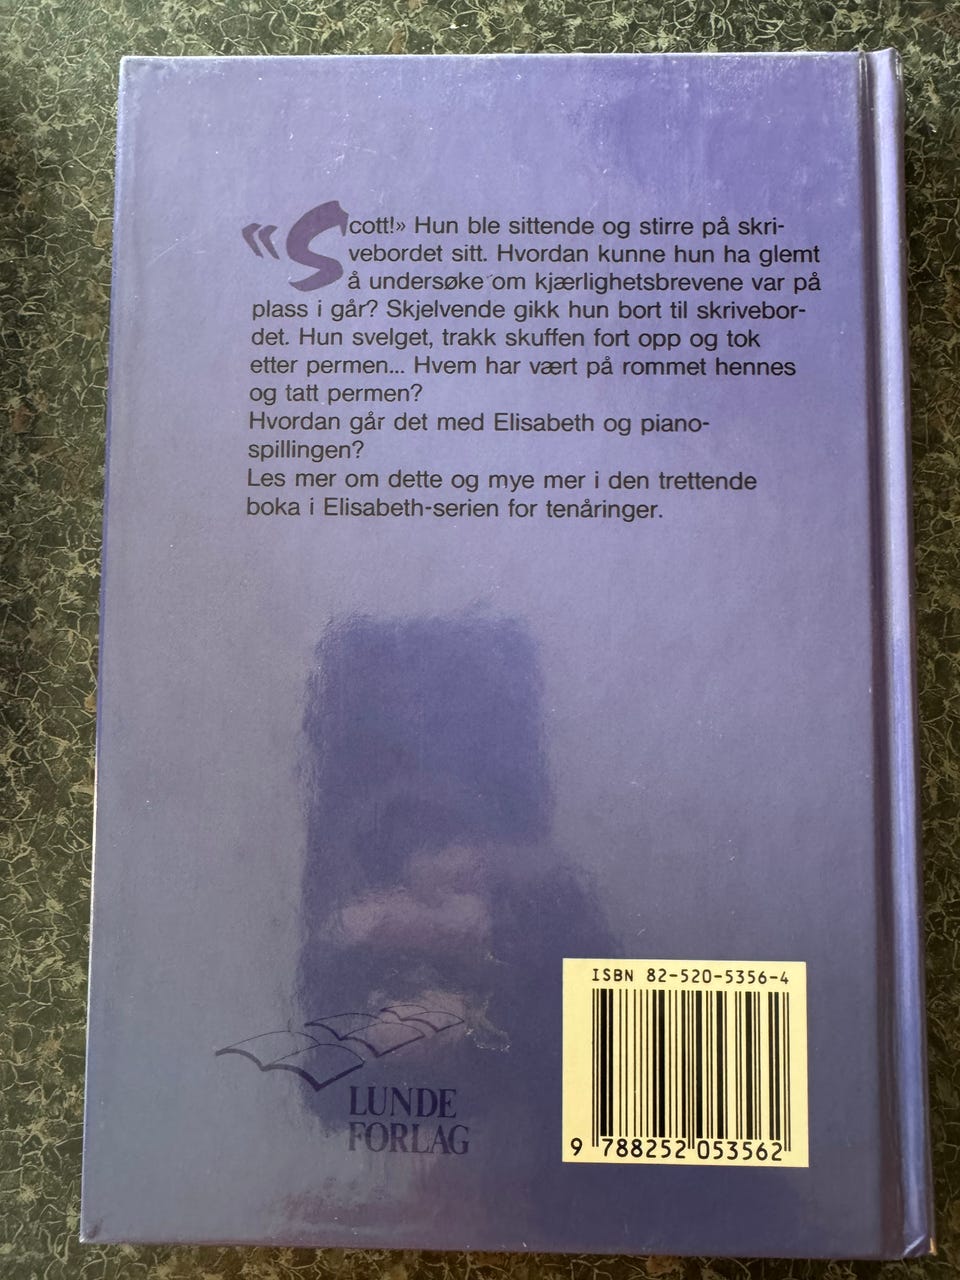 «Scott!» Hun ble sittende og stirre på skri-
vebordet sitt. Hvordan kunne hun ha glemt
å undersøke om kjærlighetsbrevene var på
plass i går? Skjelvende gikk hun bort til skrivebor-
det. Hun svelget, trakk skuffen fort opp og tok
etter permen... Hvem har vært på rommet hennes
og tatt permen?
Hvordan går det med Elisabeth og piano-
spillingen?
Les mer om dette og mye mer i den trettende
boka i Elisabeth-serien for tenåringer.
LUNDE
FORLAG
ISBN 82-520-5356-4
9 788252 053562